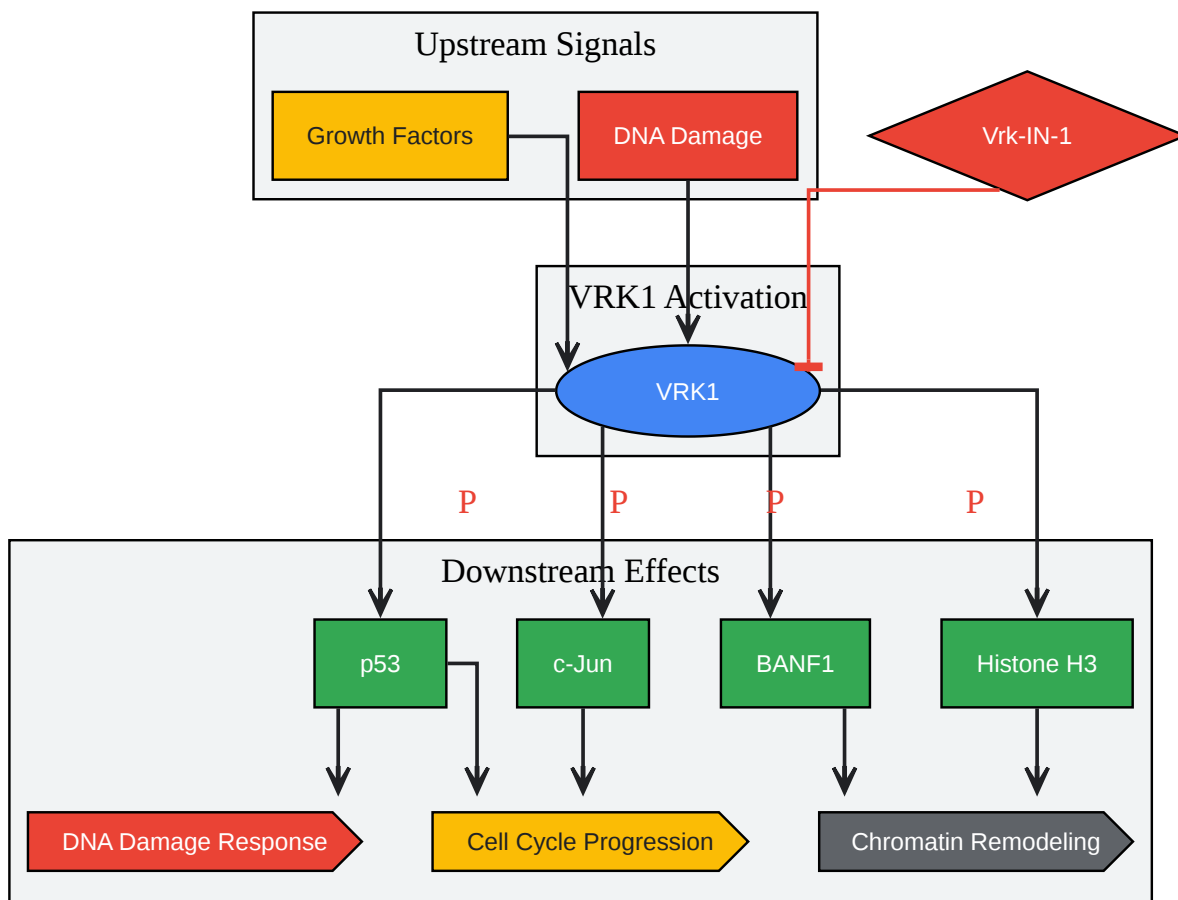 Upstream Signals
Growth Factors
DNA Damage
Vrk-IN-1
VRK1 Activation
VRK1
P
P
P
P
Downstream Effects
p53
c-Jun
BANF1
Histone H3
DNA Damage Response
Cell Cycle Progression
Chromatin Remodeling